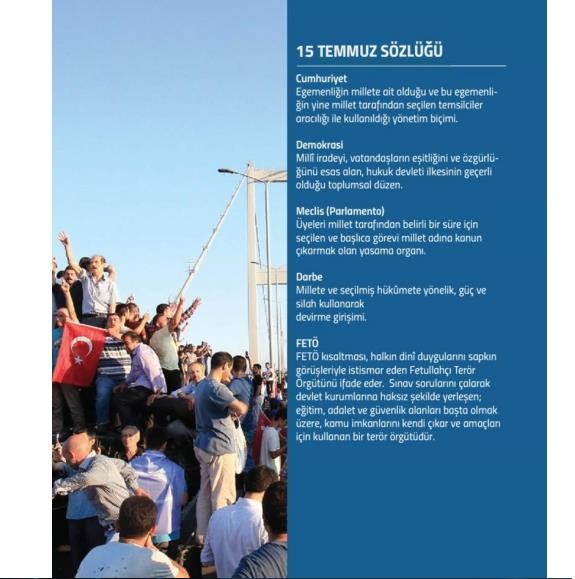 15 TEMMUZ SÖZLÜĞÜ
Cumhuriyet
Egemenliğin millete ait olduğu ve bu egemenli-
ğin yine millet tarafından seçilen temsilciler
aracılığı ile kullanıldığı yönetim biçimi.
Demokrasi
Millî iradeyi, vatandaşların eşitliğini ve özgürlü-
ğünü esas alan, hukuk devleti ilkesinin geçerli
olduğu toplumsal düzen.
Meclis (Parlamento)
Üyeleri millet tarafından belirli bir süre için
seçilen ve başlıca görevi millet adına kanun
çıkarmak olan yasama organı.
Darbe
Millete ve seçilmiş hükûmete yönelik, güç ve
silah kullanarak
devirme girişimi.
FETÖ
FETÖ kısaltması, halkın dinî duygularını sapkın
görüşleriyle istismar eden Fetullahçı Terör
Örgütünü ifade eder. Sınav sorularını çalarak
devlet kurumlarına haksız şekilde yerleşen;
eğitim, adalet ve güvenlik alanları başta olmak
üzere, kamu imkanlarını kendi çıkar ve amaçları
için kullanan bir terör örgütüdür.